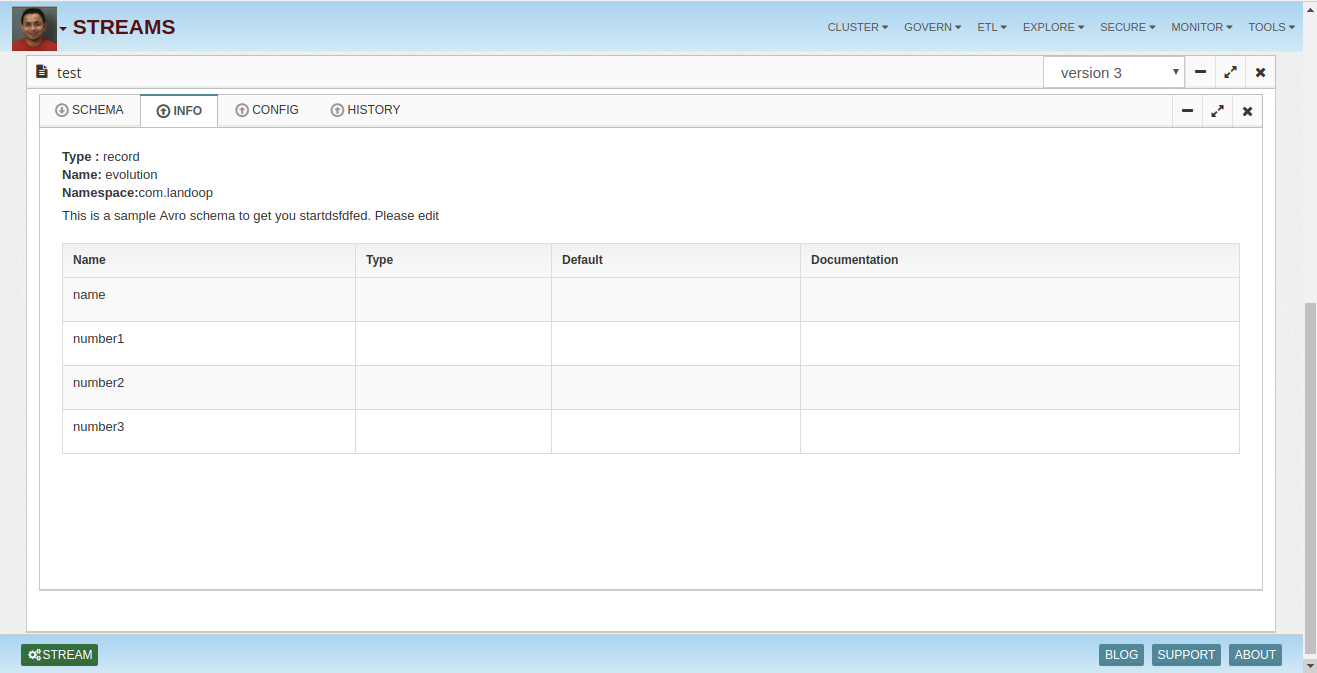 STREAMS
CLUSTER GOVERN ETL EXPLORE SECURE MONITOR TOOLS
test
version 3
SCHEMA INFO CONFIG HISTORY
Type : record
Name: evolution
Namespace:com.landoop
This is a sample Avro schema to get you startdsfdfed. Please edit
Name Type Default Documentation
name
number1
number2
number3
STREAM
BLOG SUPPORT ABOUT